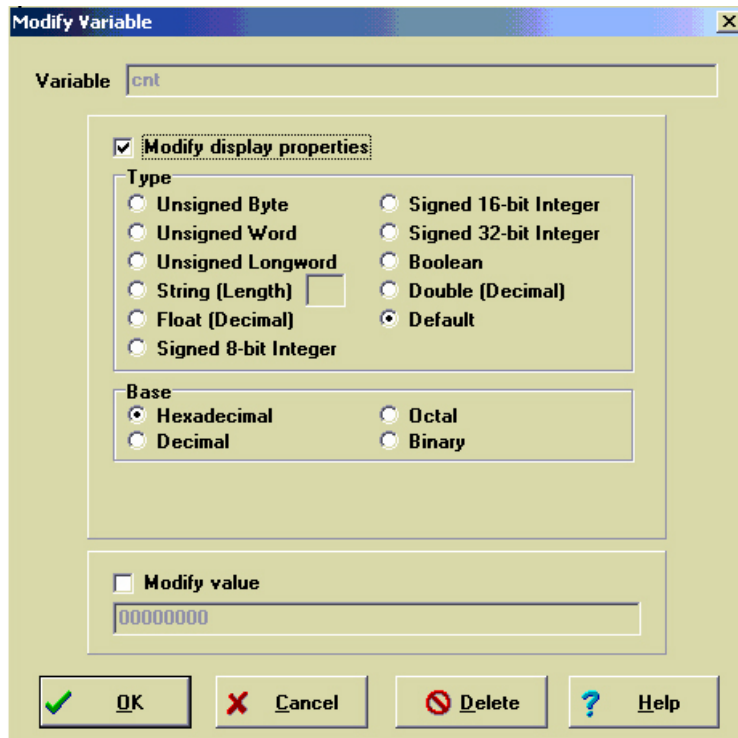 Modify Variable
Variable cnt
Modify display properties
Type
Unsigned Byte
Unsigned Word
Unsigned Longword
String (Length)
Float (Decimal)
Signed 8-bit Integer
Signed 16-bit Integer
Signed 32-bit Integer
Boolean
Double (Decimal)
Default
Base
Hexadecimal
Decimal
Octal
Binary
Modify value
00000000
OK Cancel Delete Help